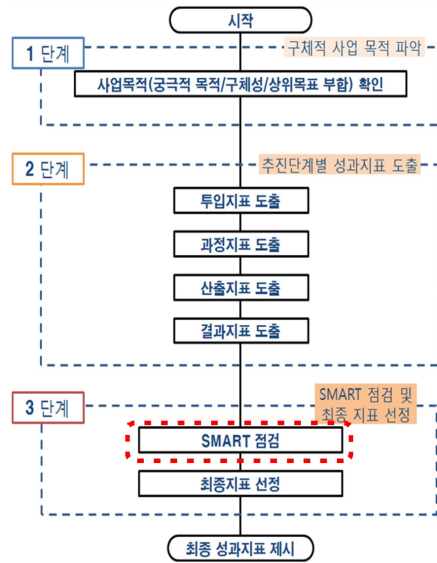 시작
1 단계
구체적 사업 목적 파악
사업목적(궁극적 목적/구체성/상위목표 부합) 확인
2 단계
추진단계별 성과지표 도출
투입지표 도출
과정지표 도출
산출지표 도출
결과지표 도출
3 단계
SMART 점검 및
최종 지표 선정
SMART 점검
최종지표 선정
최종 성과지표 제시